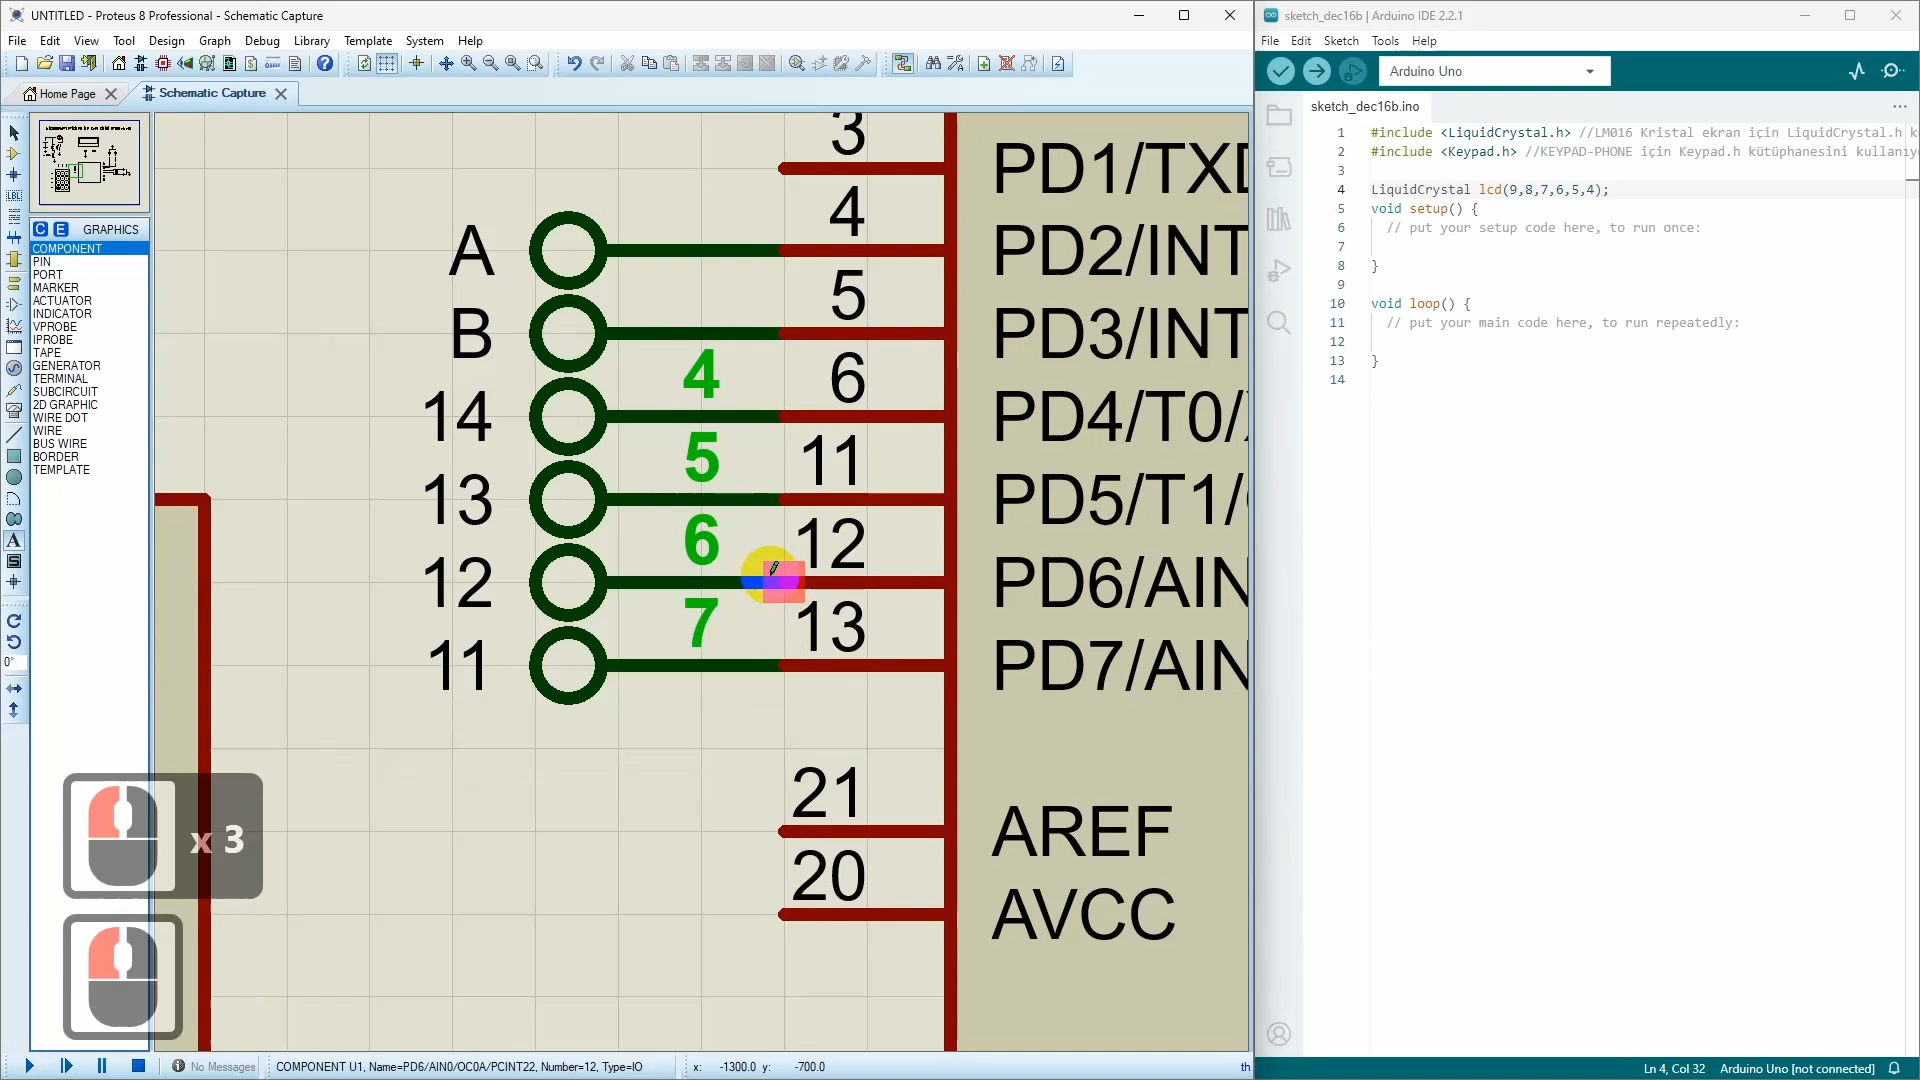 UNTITLED - Proteus 8 Professional - Schematic Capture
File Edit View Tool Design Graph Debug Library Template System Help
Home Page
Schematic Capture
C E GRAPHICS
COMPONENT
PIN
PORT
MARKER
ACTUATOR
INDICATOR
VPROBE
IPROBE
TAPE
GENERATOR
TERMINAL
SUBCIRCUIT
2D GRAPHIC
WIRE DOT
WIRE
BUS WIRE
BORDER
TEMPLATE
LBL
A
0°
3
PD1/TXD
4
A
PD2/INT
5
B
PD3/INT
4
6
14
PD4/T0/
5
11
13
PD5/T1/
6
12
12
PD6/AIN
7
13
11
PD7/AIN
21
AREF
20
AVCC
x 3
No Messages
COMPONENT U1, Name=PD6/AIN0/OC0A/PCINT22, Number=12, Type=IO
x: -1300.0 y: -700.0
th
sketch_dec16b | Arduino IDE 2.2.1
File Edit Sketch Tools Help
Arduino Uno
sketch_dec16b.ino
1 #include <LiquidCrystal.h> //LM016 Kristal ekran için LiquidCrystal.h k
2 #include <Keypad.h> //KEYPAD-PHONE için Keypad.h kütüphanesini kullanıy
3
4 LiquidCrystal lcd(9,8,7,6,5,4);
5 void setup() {
6 // put your setup code here, to run once:
7
8 }
9
10 void loop() {
11 // put your main code here, to run repeatedly:
12
13 }
14
Ln 4, Col 32 Arduino Uno [not connected]